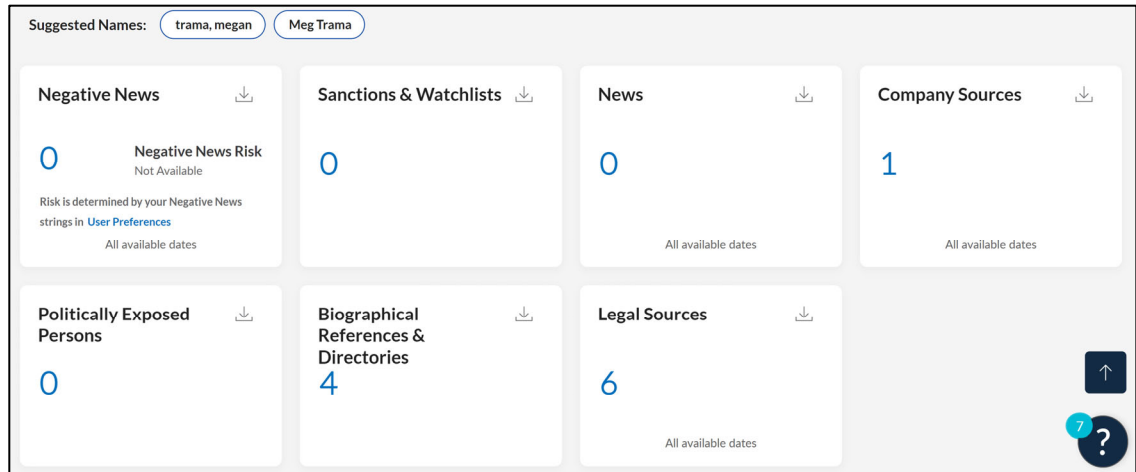 Suggested Names: trama, megan Meg Trama
Negative News
0
Negative News Risk
Not Available
Risk is determined by your Negative News
strings in User Preferences
All available dates
Sanctions & Watchlists
0
News
0
All available dates
Company Sources
1
All available dates
Politically Exposed
Persons
0
Biographical
References &
Directories
4
Legal Sources
6
All available dates
7
?